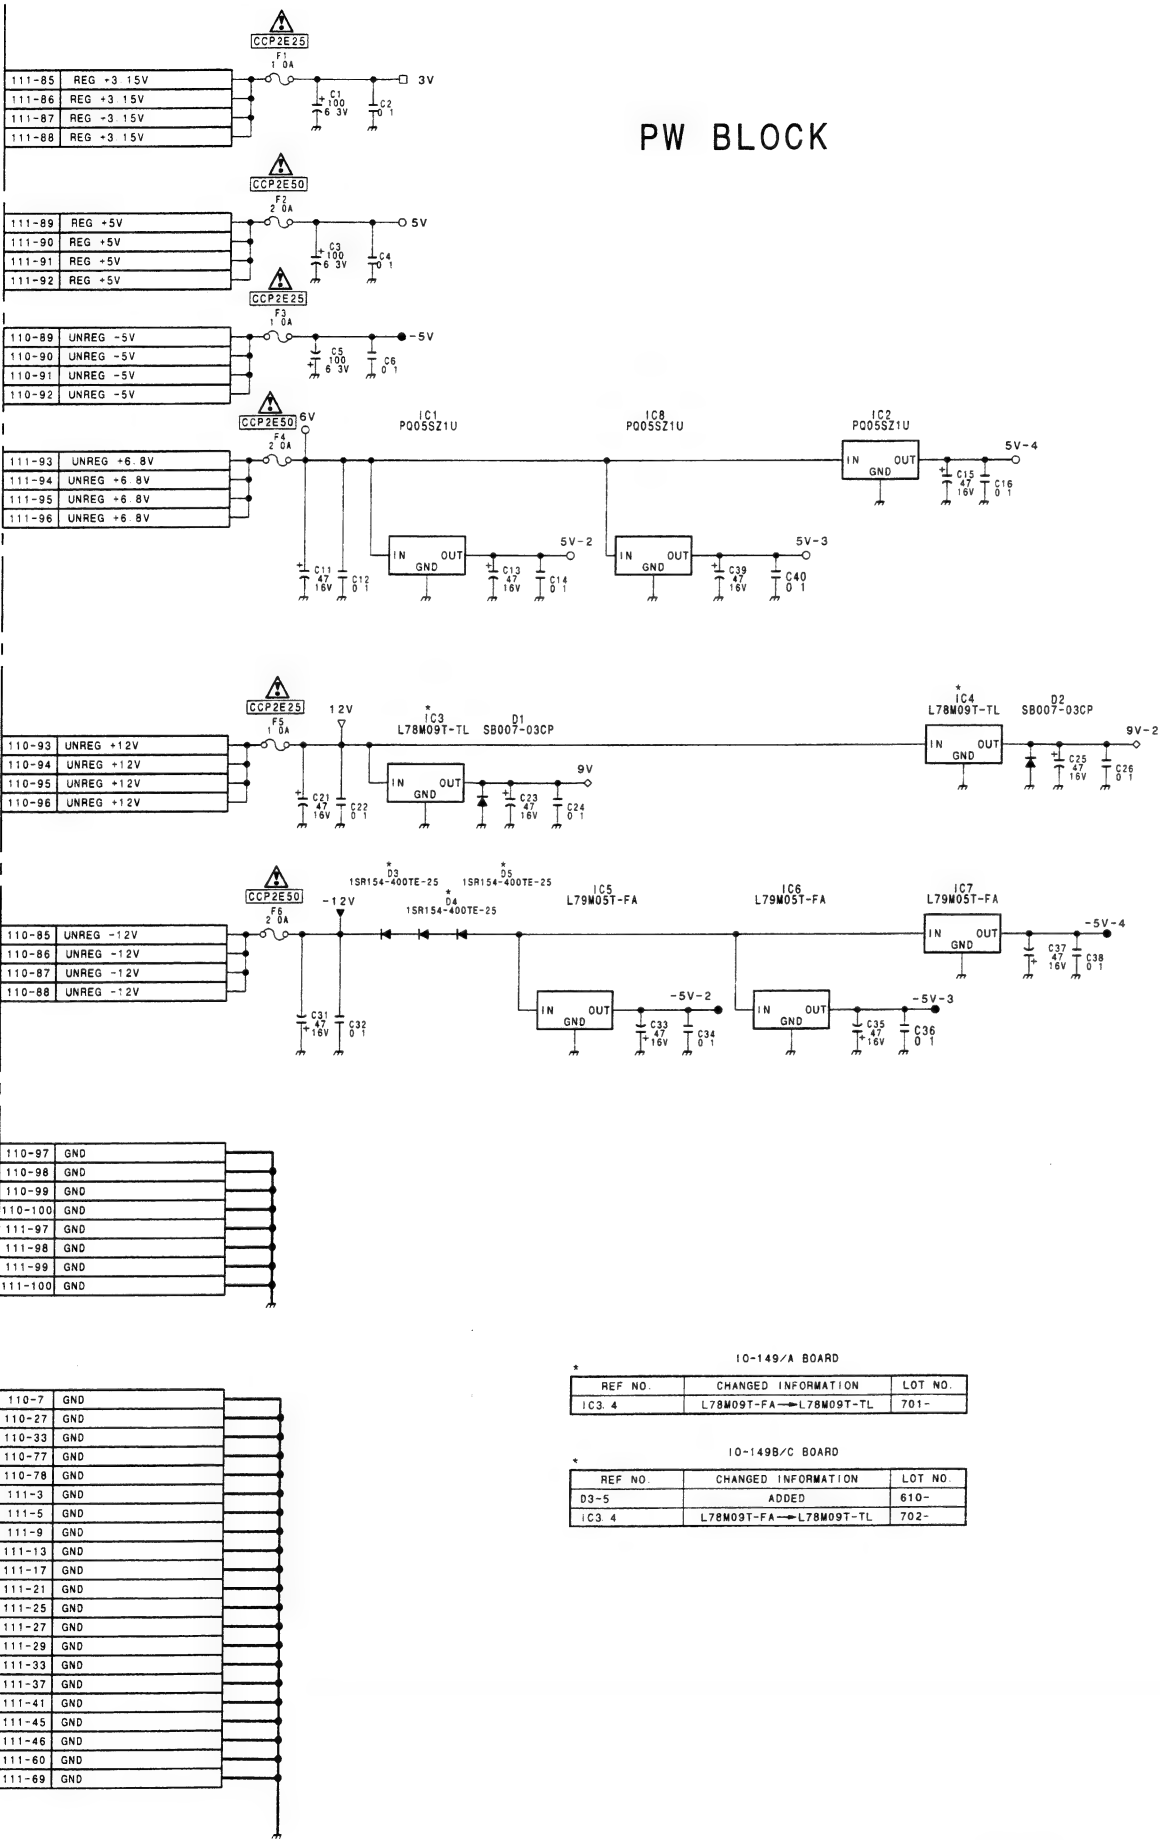 CCP2E25
F1
1.0A
111-85 REG +3.15V
111-86 REG +3.15V
111-87 REG +3.15V
111-88 REG +3.15V
C1
100
6.3V
C2
0.1
3V
PW BLOCK
CCP2E50
F2
2.0A
111-89 REG +5V
111-90 REG +5V
111-91 REG +5V
111-92 REG +5V
C3
100
6.3V
C4
0.1
5V
CCP2E25
F3
1.0A
110-89 UNREG -5V
110-90 UNREG -5V
110-91 UNREG -5V
110-92 UNREG -5V
C5
100
6.3V
C6
0.1
-5V
CCP2E50
F4
2.0A
6V
111-93 UNREG +6.8V
111-94 UNREG +6.8V
111-95 UNREG +6.8V
111-96 UNREG +6.8V
C11
47
16V
C12
0.1
IC1
PQ05SZ1U
IN OUT
GND
C13
47
16V
C14
0.1
5V-2
IC8
PQ05SZ1U
IN OUT
GND
C39
47
16V
C40
0.1
5V-3
IC2
PQ05SZ1U
IN OUT
GND
C15
47
16V
C16
0.1
5V-4
CCP2E25
F5
1.0A
12V
110-93 UNREG +12V
110-94 UNREG +12V
110-95 UNREG +12V
110-96 UNREG +12V
C21
47
16V
C22
0.1
*
IC3
L78M09T-TL
D1
SB007-03CP
IN OUT
GND
C23
47
16V
C24
0.1
9V
*
IC4
L78M09T-TL
D2
SB007-03CP
IN OUT
GND
C25
47
16V
C26
0.1
9V-2
CCP2E50
F6
2.0A
-12V
110-85 UNREG -12V
110-86 UNREG -12V
110-87 UNREG -12V
110-88 UNREG -12V
C31
47
16V
C32
0.1
*
D3
1SR154-400TE-25
*
D4
1SR154-400TE-25
*
D5
1SR154-400TE-25
IC5
L79M05T-FA
IN OUT
GND
C33
47
16V
C34
0.1
-5V-2
IC6
L79M05T-FA
IN OUT
GND
C35
47
16V
C36
0.1
-5V-3
IC7
L79M05T-FA
IN OUT
GND
C37
47
16V
C38
0.1
-5V-4
110-97 GND
110-98 GND
110-99 GND
110-100 GND
111-97 GND
111-98 GND
111-99 GND
111-100 GND
110-7 GND
110-27 GND
110-33 GND
110-77 GND
110-78 GND
111-3 GND
111-5 GND
111-9 GND
111-13 GND
111-17 GND
111-21 GND
111-25 GND
111-27 GND
111-29 GND
111-33 GND
111-37 GND
111-41 GND
111-45 GND
111-46 GND
111-60 GND
111-69 GND
IO-149/A BOARD
*
REF NO. CHANGED INFORMATION LOT NO.
IC3.4 L78M09T-FA→L78M09T-TL 701-
IO-149B/C BOARD
*
REF NO. CHANGED INFORMATION LOT NO.
D3-5 ADDED 610-
IC3.4 L78M09T-FA→L78M09T-TL 702-